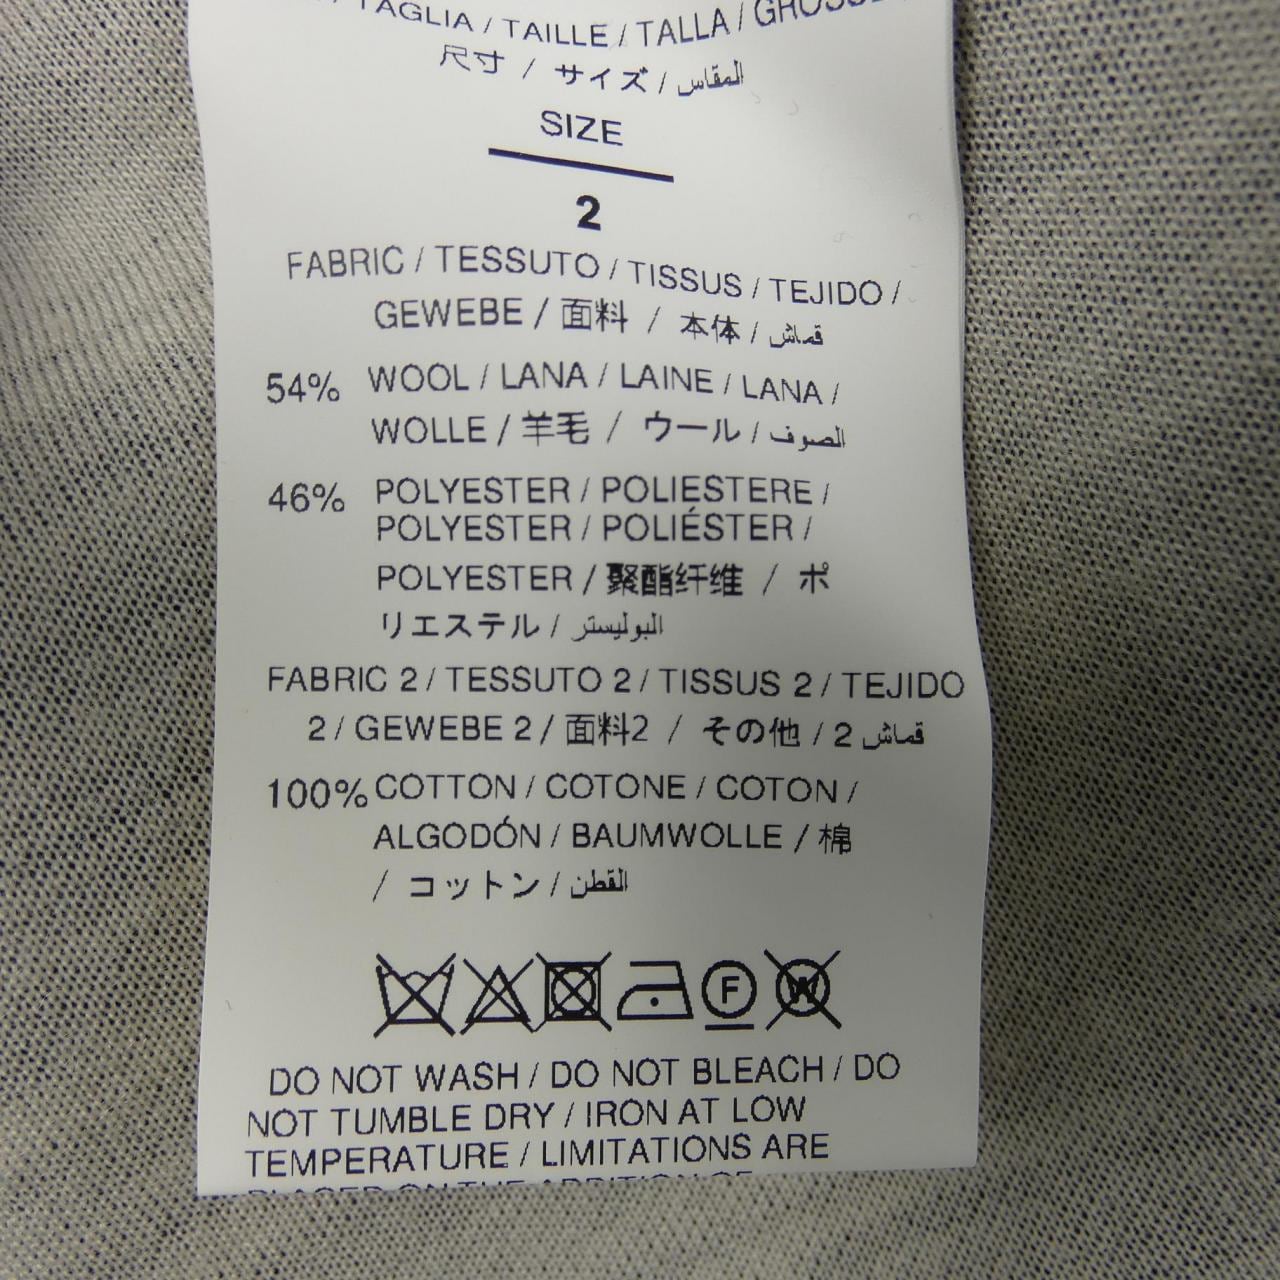 / TAGLIA / TAILLE / TALLA /
尺寸 / サイズ / المقاس
SIZE
2
FABRIC / TESSUTO / TISSUS / TEJIDO /
GEWEBE / 面料 / 本体 / قماش
54% WOOL / LANA / LAINE / LANA /
WOLLE / 羊毛 / ウール / الصوف
46% POLYESTER / POLIESTERE /
POLYESTER / POLIÉSTER /
POLYESTER / 聚酯纤维 / ポ
リエステル / البوليستر
FABRIC 2 / TESSUTO 2 / TISSUS 2 / TEJIDO
2 / GEWEBE 2 / 面料2 / その他 / 2 قماش
100% COTTON / COTONE / COTON /
ALGODÓN / BAUMWOLLE / 棉
/ コットン / القطن
F W
DO NOT WASH / DO NOT BLEACH / DO
NOT TUMBLE DRY / IRON AT LOW
TEMPERATURE / LIMITATIONS ARE